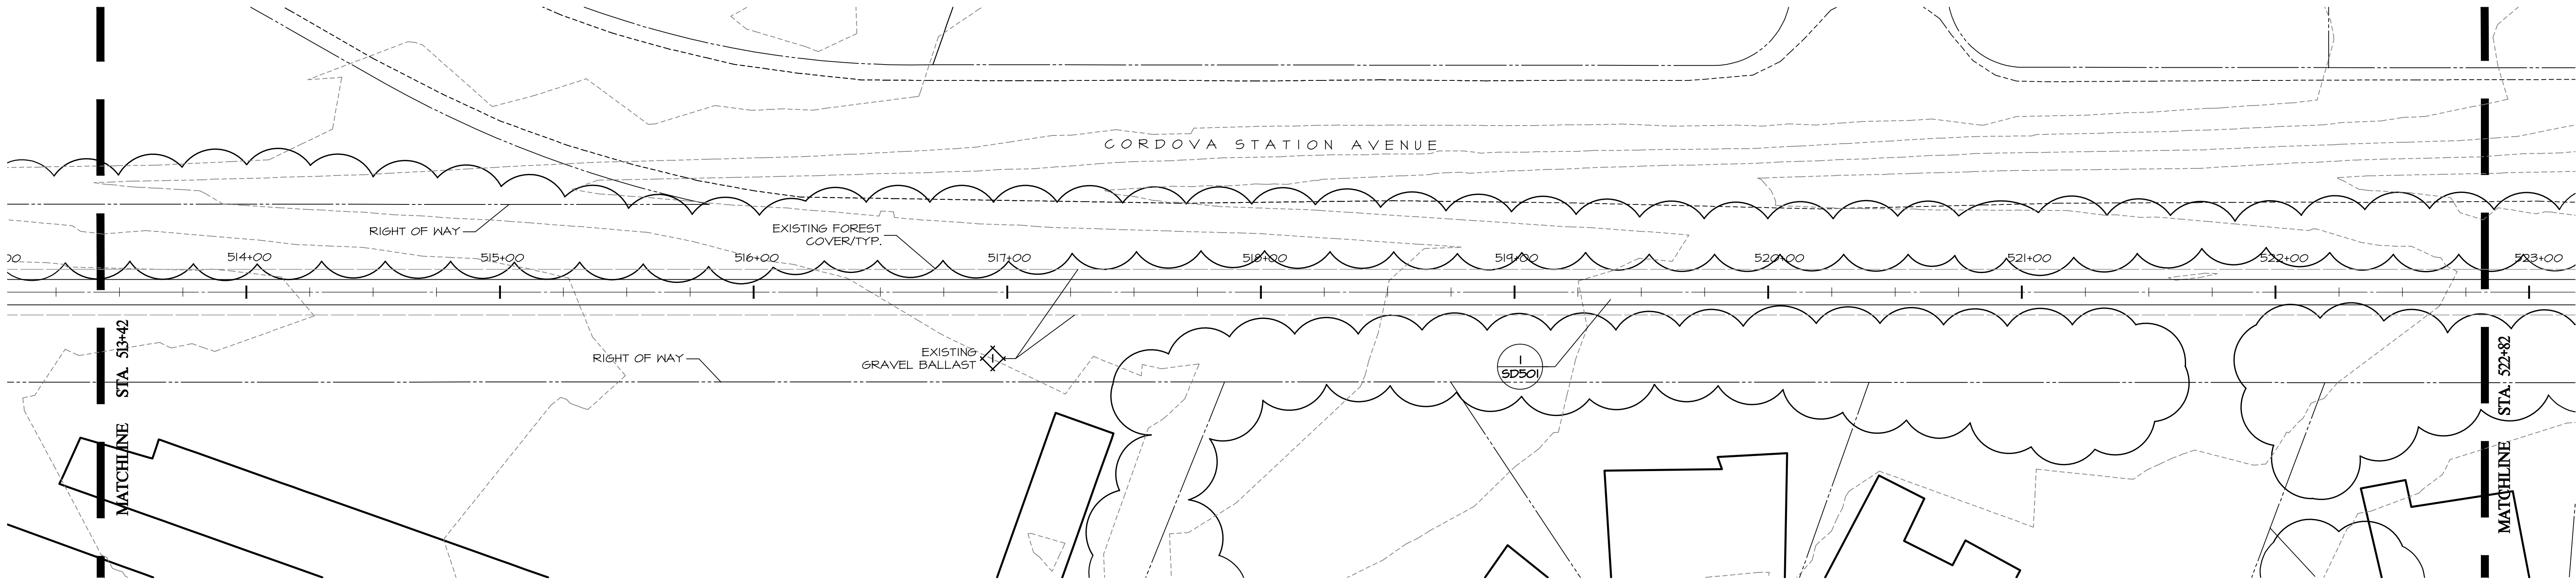 CORDOVA STATION AVENUE
RIGHT OF WAY
EXISTING FOREST
COVER/TYP.
00
514+00
515+00
516+00
517+00
518+00
519+00
520+00
521+00
522+00
523+00
RIGHT OF WAY
EXISTING
GRAVEL BALLAST
1
1
SD501
MATCHLINE STA. 513+42
MATCHLINE STA. 522+82